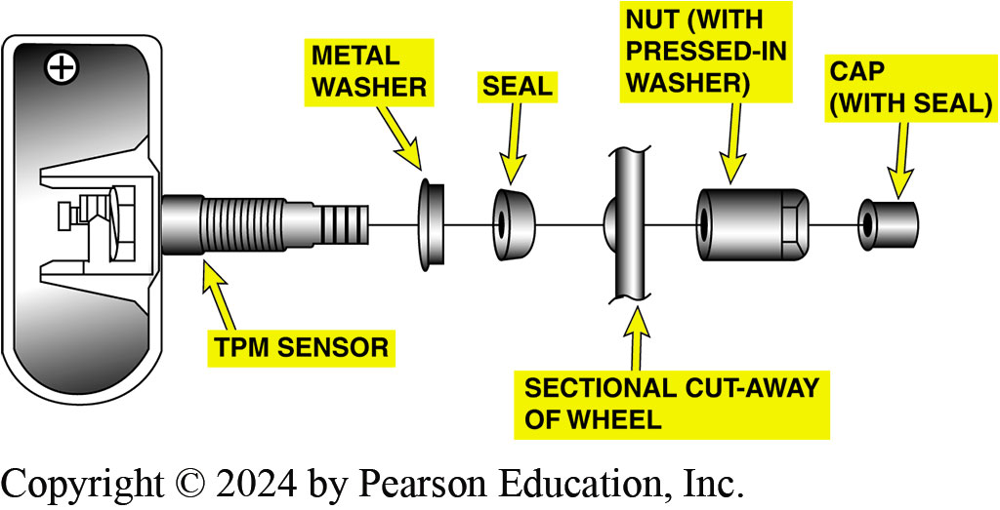 METAL
WASHER
SEAL
NUT (WITH
PRESSED-IN
WASHER)
CAP
(WITH SEAL)
TPM SENSOR
SECTIONAL CUT-AWAY
OF WHEEL
Copyright © 2024 by Pearson Education, Inc.